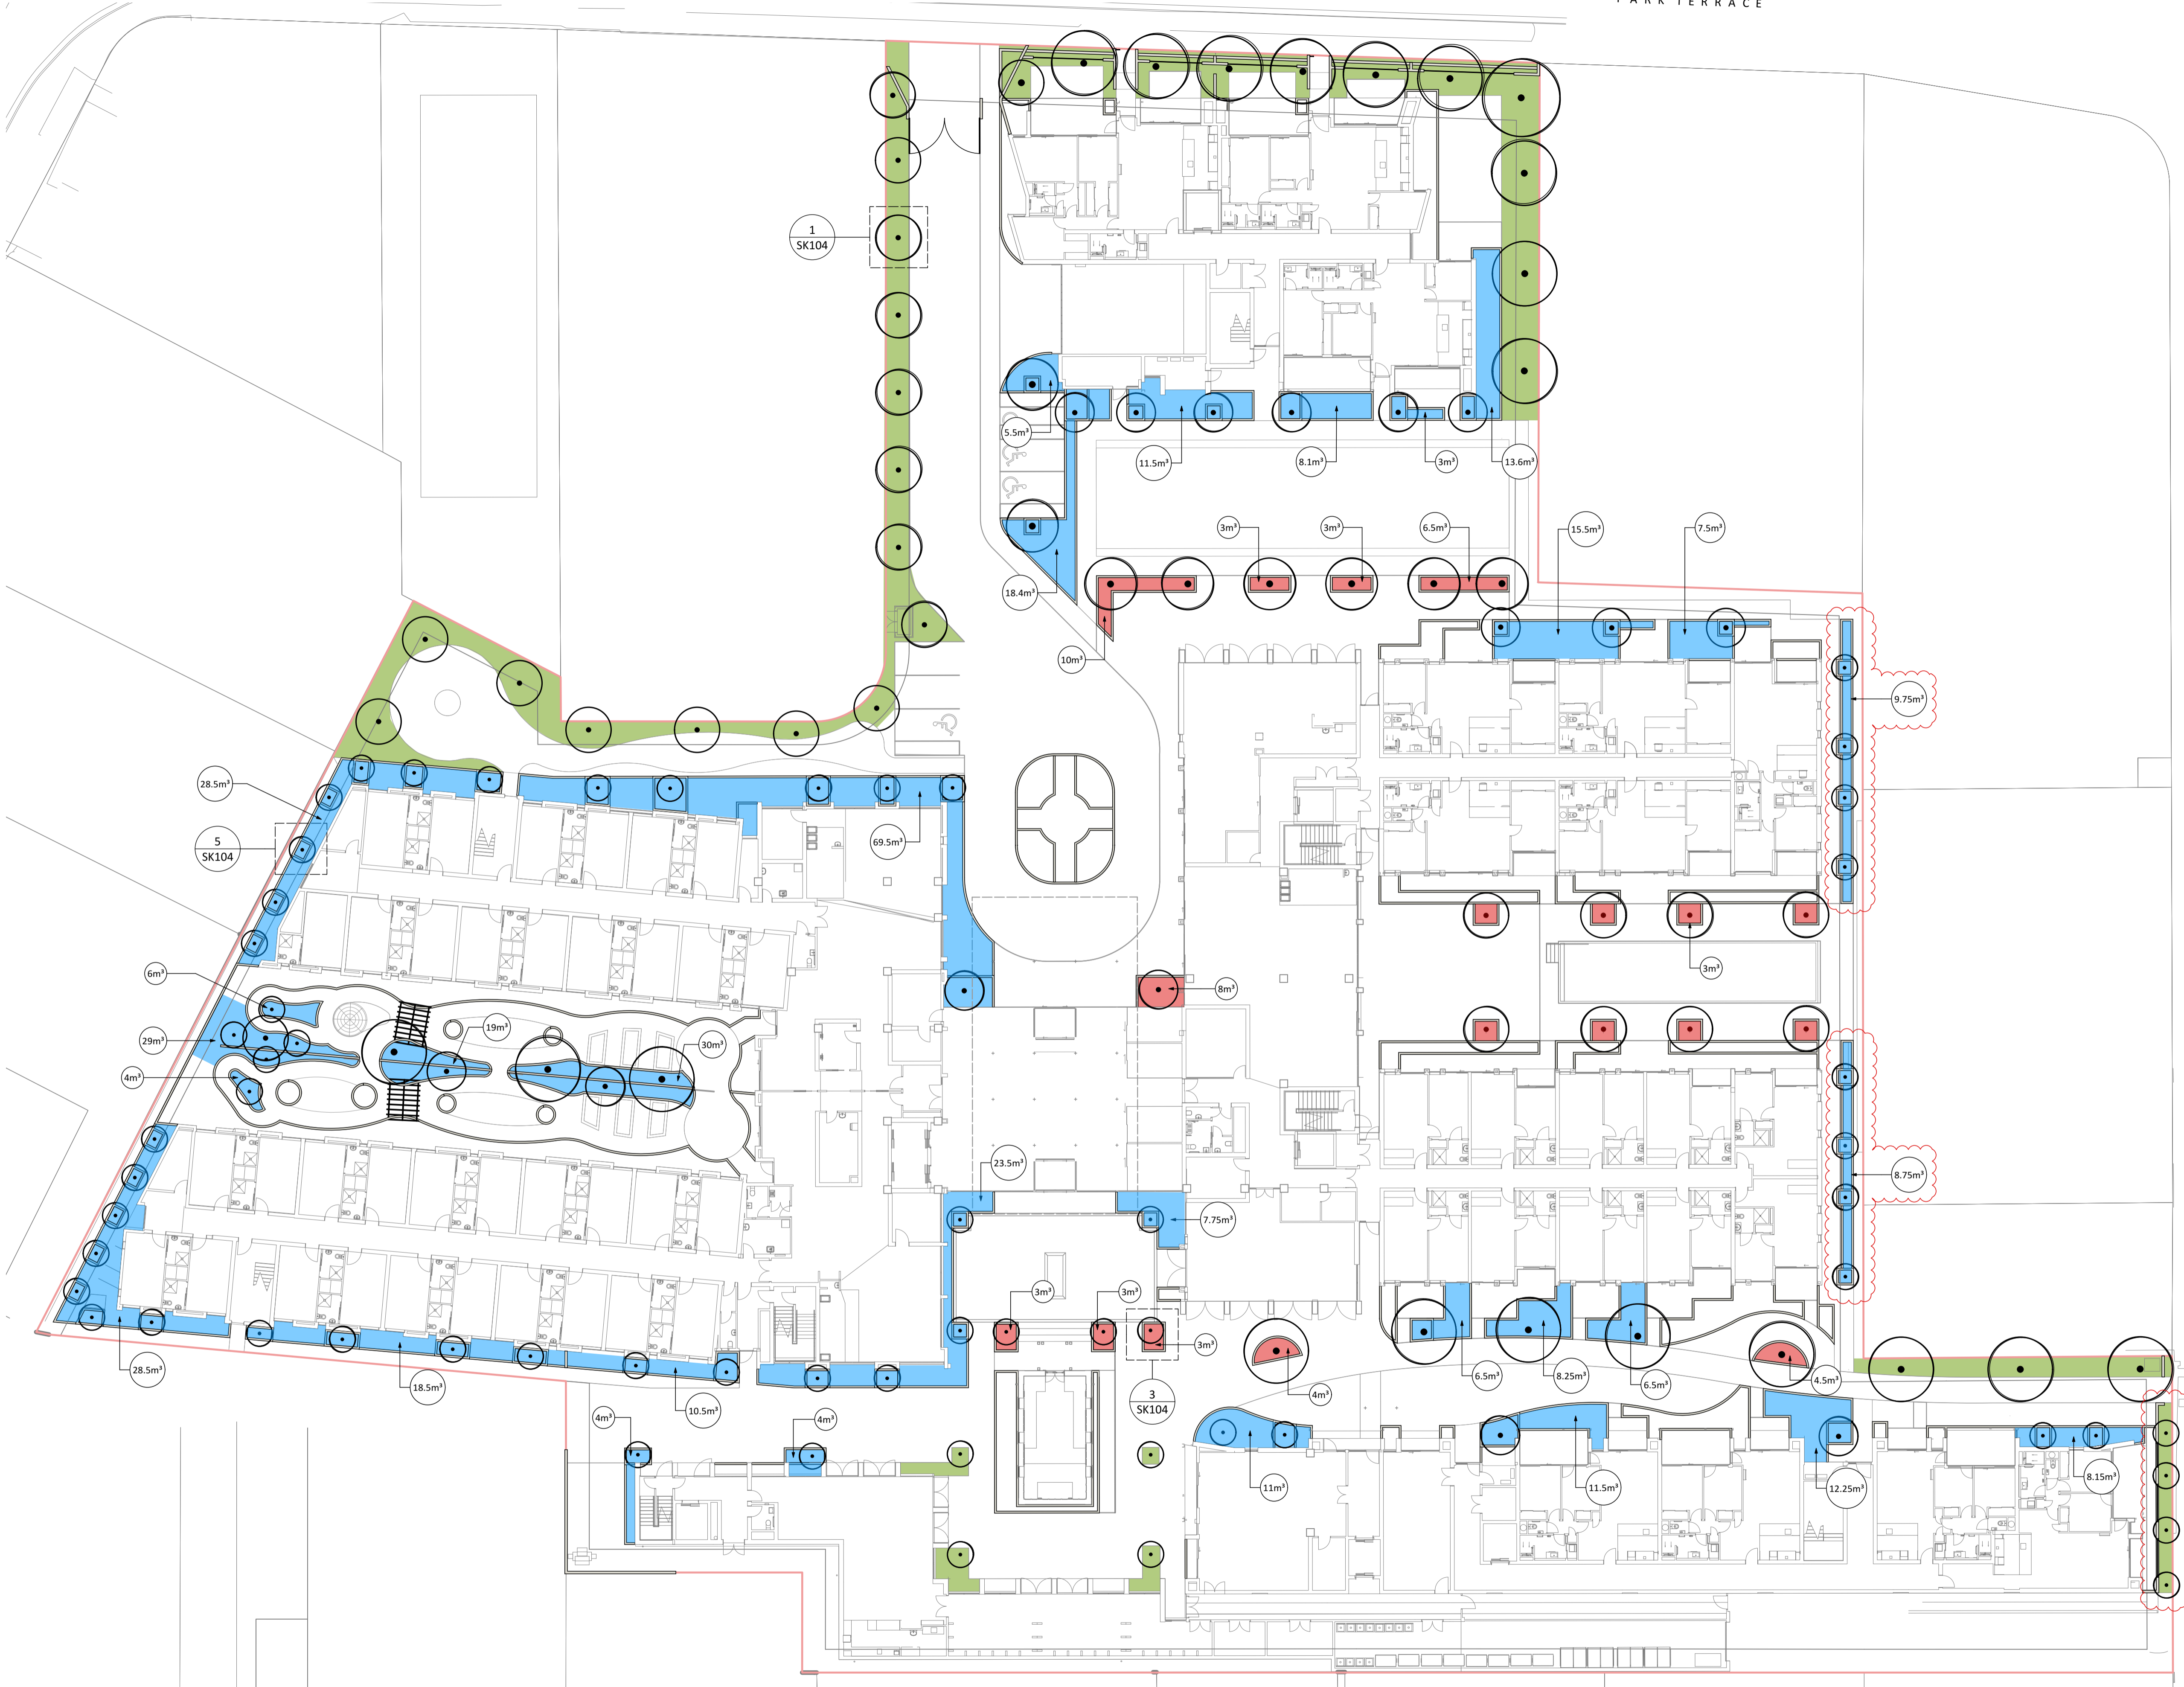 PARK TERRACE
1
SK104
5.5m³
11.5m³
8.1m³
3m³
13.6m³
3m³
3m³
6.5m³
15.5m³
7.5m³
18.4m³
10m³
9.75m³
28.5m³
5
SK104
69.5m³
6m³
3m³
8m³
19m³
29m³
30m³
4m³
23.5m³
8.75m³
7.75m³
3m³
3m³
3m³
28.5m³
18.5m³
10.5m³
3
SK104
4m³
6.5m³
8.25m³
6.5m³
4.5m³
4m³
4m³
11m³
11.5m³
12.25m³
8.15m³